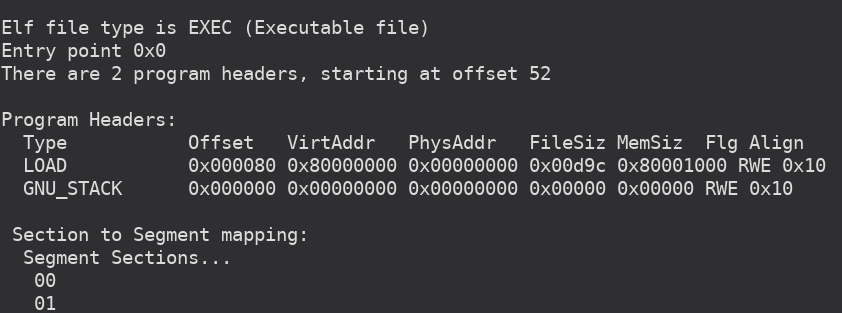 Elf file type is EXEC (Executable file)
Entry point 0x0
There are 2 program headers, starting at offset 52
Program Headers:
Type Offset VirtAddr PhysAddr FileSiz MemSiz Flg Align
LOAD 0x000080 0x80000000 0x00000000 0x00d9c 0x80001000 RWE 0x10
GNU_STACK 0x000000 0x00000000 0x00000000 0x00000 0x00000 RWE 0x10
Section to Segment mapping:
Segment Sections...
00
01